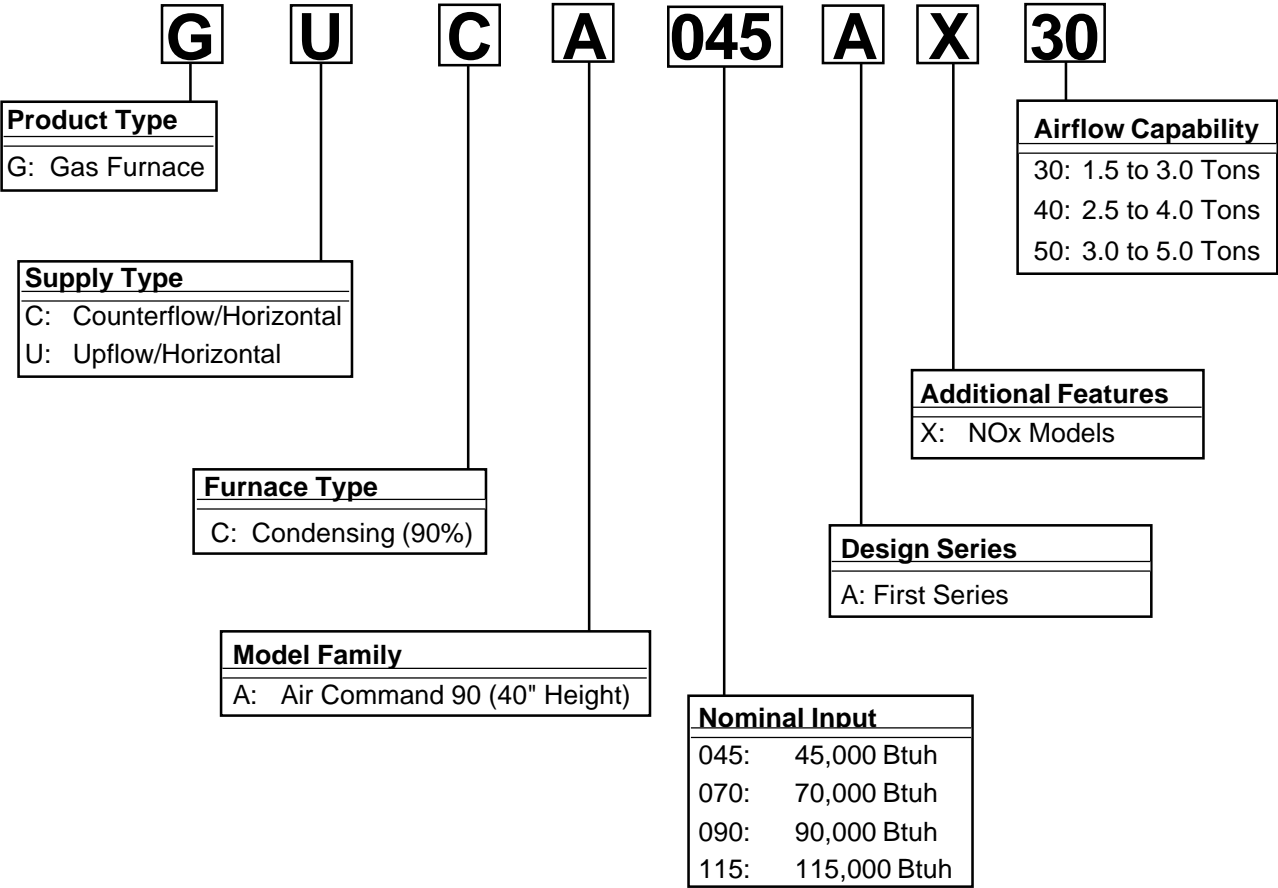 G U C A 045 A X 30
Product Type
G: Gas Furnace
Airflow Capability
30: 1.5 to 3.0 Tons
40: 2.5 to 4.0 Tons
50: 3.0 to 5.0 Tons
Supply Type
C: Counterflow/Horizontal
U: Upflow/Horizontal
Additional Features
X: NOx Models
Furnace Type
C: Condensing (90%)
Design Series
A: First Series
Model Family
A: Air Command 90 (40" Height)
Nominal Input
045: 45,000 Btuh
070: 70,000 Btuh
090: 90,000 Btuh
115: 115,000 Btuh